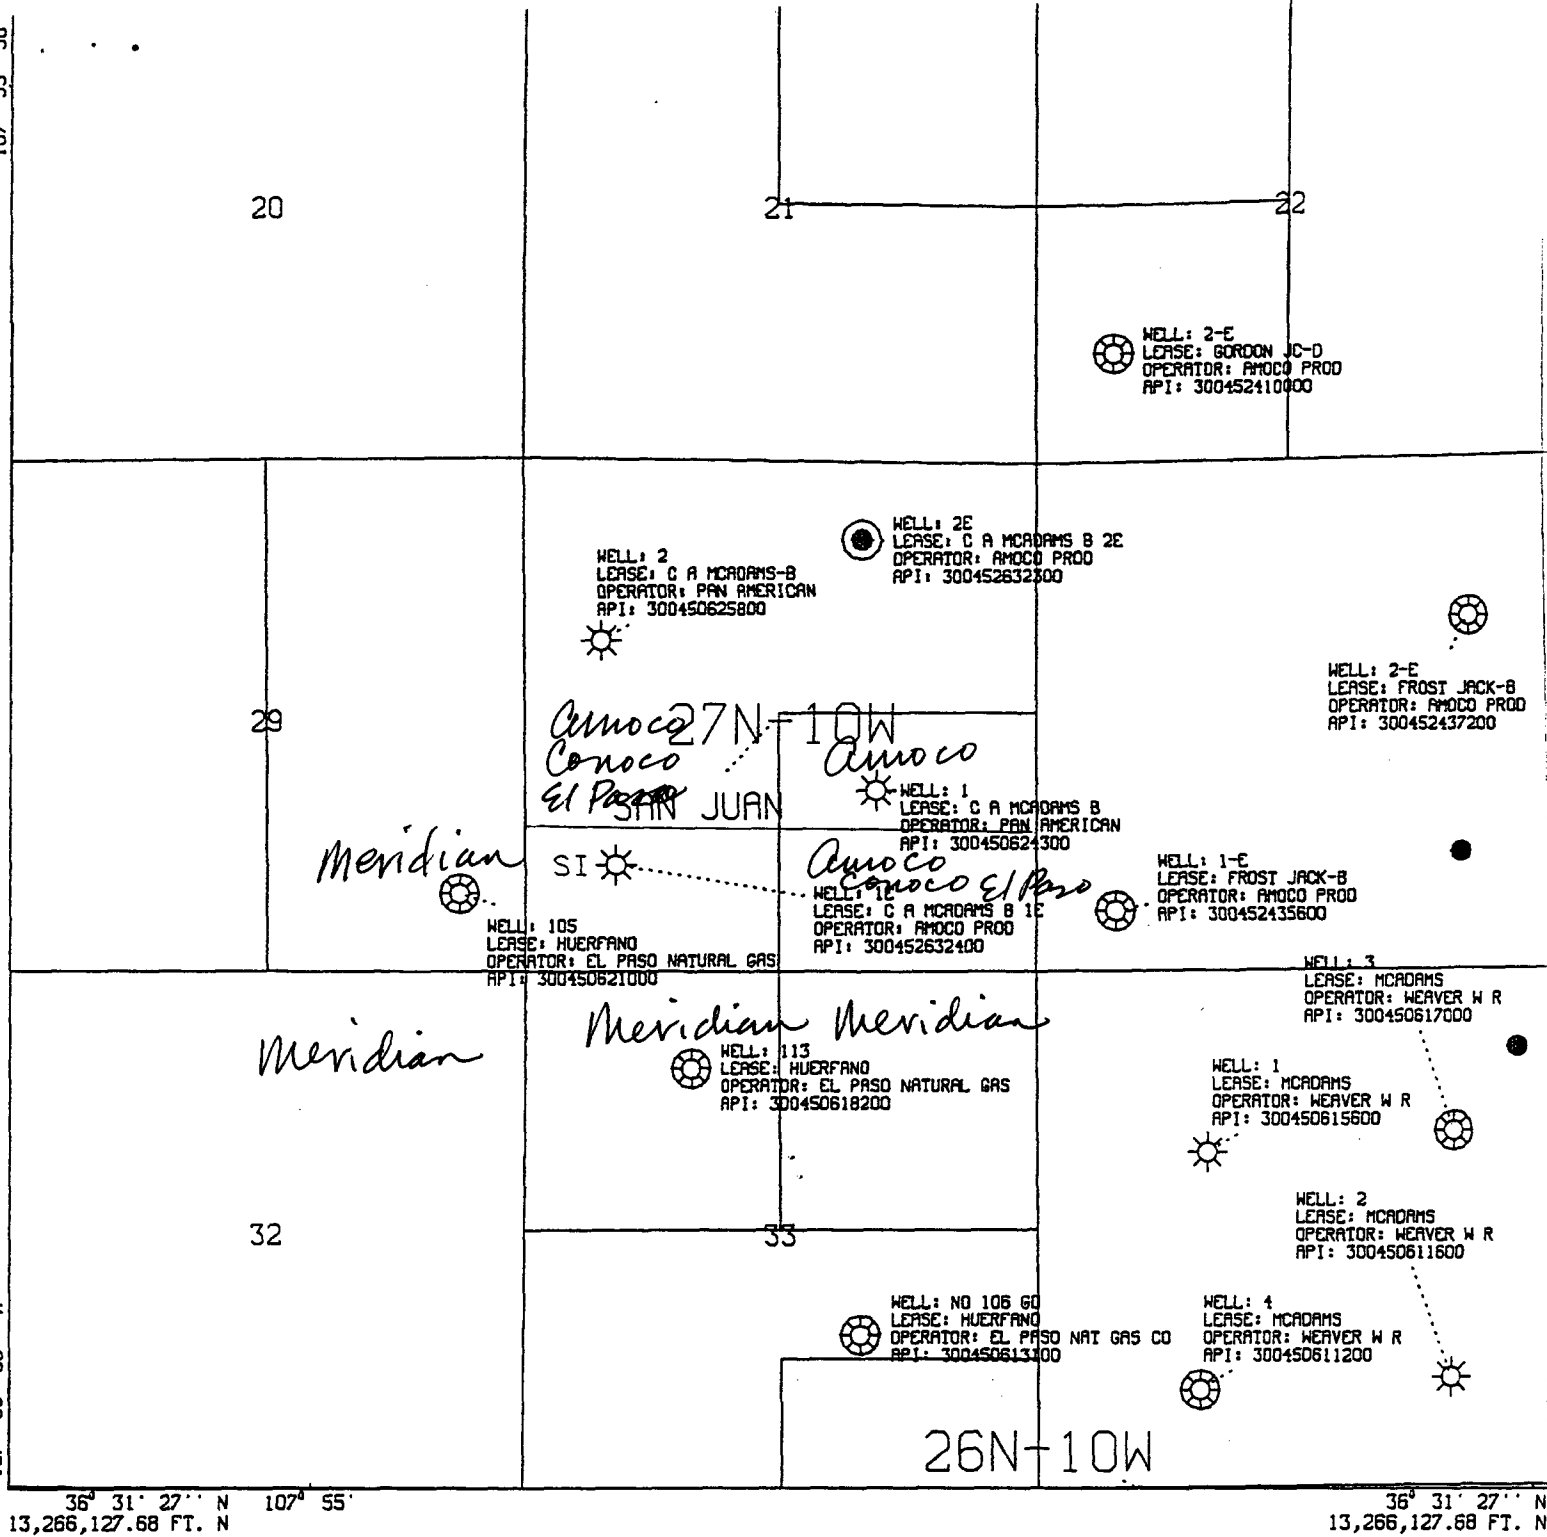 20
21
22
WELL: 2-E
LEASE: GORDON JC-D
OPERATOR: AMOCO PROD
API: 300452410000
WELL: 2E
LEASE: C A MCADAMS B 2E
OPERATOR: AMOCO PROD
API: 300452632300
WELL: 2
LEASE: C A MCADAMS-B
OPERATOR: PAN AMERICAN
API: 300450625800
WELL: 2-E
LEASE: FROST JACK-B
OPERATOR: AMOCO PROD
API: 300452437200
29
27N-10W
Amoco
Conoco
El Paso
SAN JUAN
Amoco
WELL: 1
LEASE: C A MCADAMS B
OPERATOR: PAN AMERICAN
API: 300450624300
Meridian
SI
Amoco
Conoco El Paso
WELL: 1E
LEASE: C A MCADAMS B 1E
OPERATOR: AMOCO PROD
API: 300452632400
WELL: 1-E
LEASE: FROST JACK-B
OPERATOR: AMOCO PROD
API: 300452435600
WELL: 105
LEASE: HUERFANO
OPERATOR: EL PASO NATURAL GAS
API: 300450621000
WELL: 3
LEASE: MCADAMS
OPERATOR: WEAVER W R
API: 300450617000
Meridian
Meridian Meridian
WELL: 113
LEASE: HUERFANO
OPERATOR: EL PASO NATURAL GAS
API: 300450618200
WELL: 1
LEASE: MCADAMS
OPERATOR: WEAVER W R
API: 300450615600
WELL: 2
LEASE: MCADAMS
OPERATOR: WEAVER W R
API: 300450611600
32
33
WELL: NO 106 GD
LEASE: HUERFANO
OPERATOR: EL PASO NAT GAS CO
API: 300450613100
WELL: 4
LEASE: MCADAMS
OPERATOR: WEAVER W R
API: 300450611200
26N-10W
36° 31' 27'' N 107° 55'
13,266,127.68 FT. N
36° 31' 27'' N
13,266,127.68 FT. N